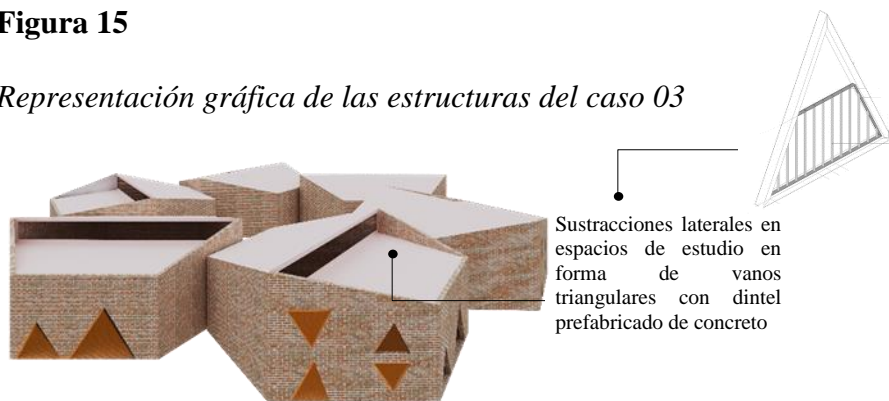 Figura 15
Representación gráfica de las estructuras del caso 03
Sustracciones laterales en
espacios de estudio en
forma de vanos
triangulares con dintel
prefabricado de concreto